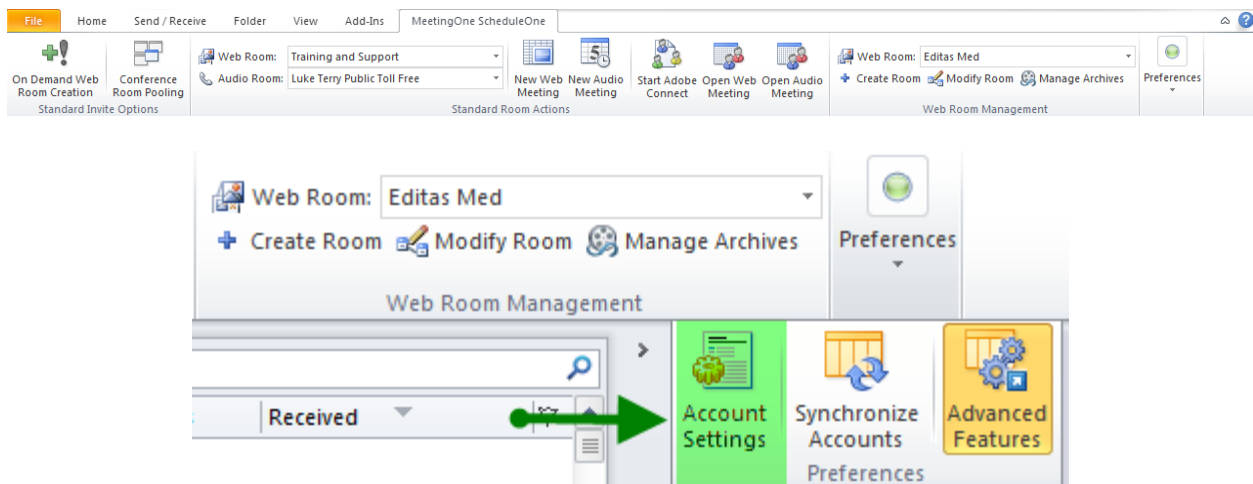 File Home Send / Receive Folder View Add-Ins MeetingOne ScheduleOne
On Demand Web
Room Creation
Conference
Room Pooling
Standard Invite Options
Web Room: Training and Support
Audio Room: Luke Terry Public Toll Free
New Web
Meeting
New Audio
Meeting
Start Adobe
Connect
Open Web
Meeting
Open Audio
Meeting
Standard Room Actions
Web Room: Editas Med
Create Room Modify Room Manage Archives
Web Room Management
Preferences
Web Room: Editas Med
Create Room Modify Room Manage Archives
Web Room Management
Preferences
Received
Account
Settings
Synchronize
Accounts
Advanced
Features
Preferences